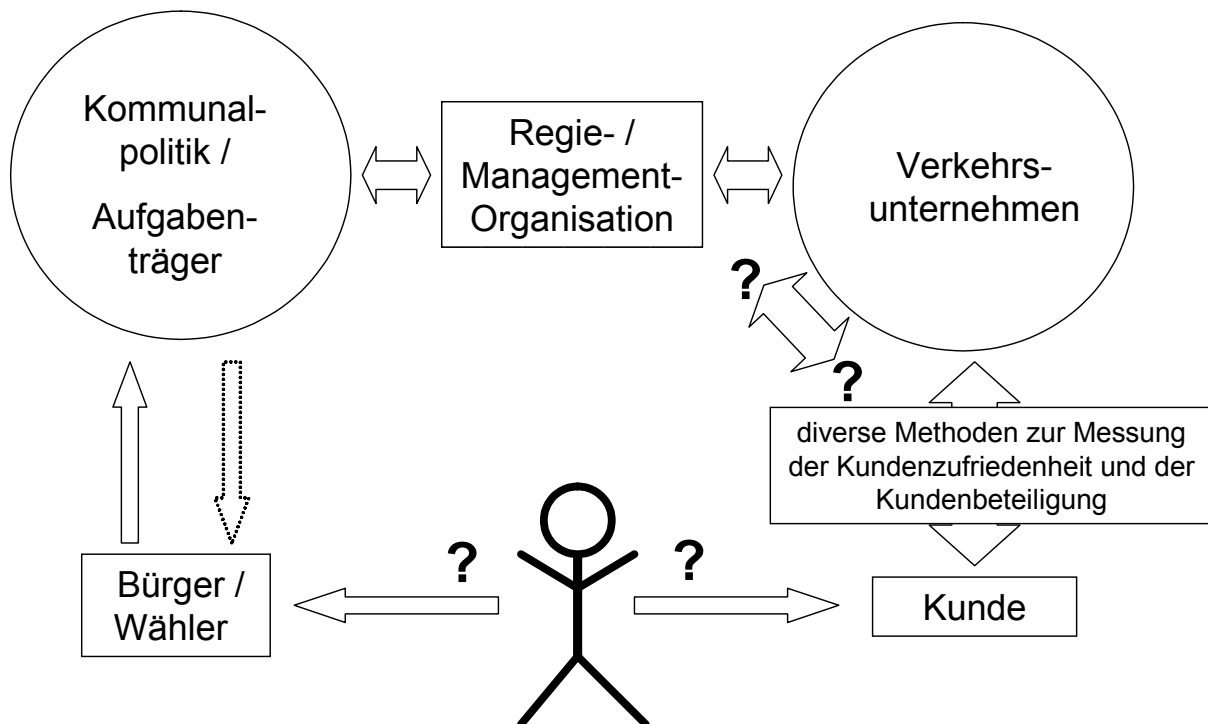 Kommunal-
politik /
Aufgaben-
träger
Regie- /
Management-
Organisation
Verkehrs-
unternehmen
?
?
diverse Methoden zur Messung
der Kundenzufriedenheit und der
Kundenbeteiligung
?
?
Bürger /
Wähler
Kunde